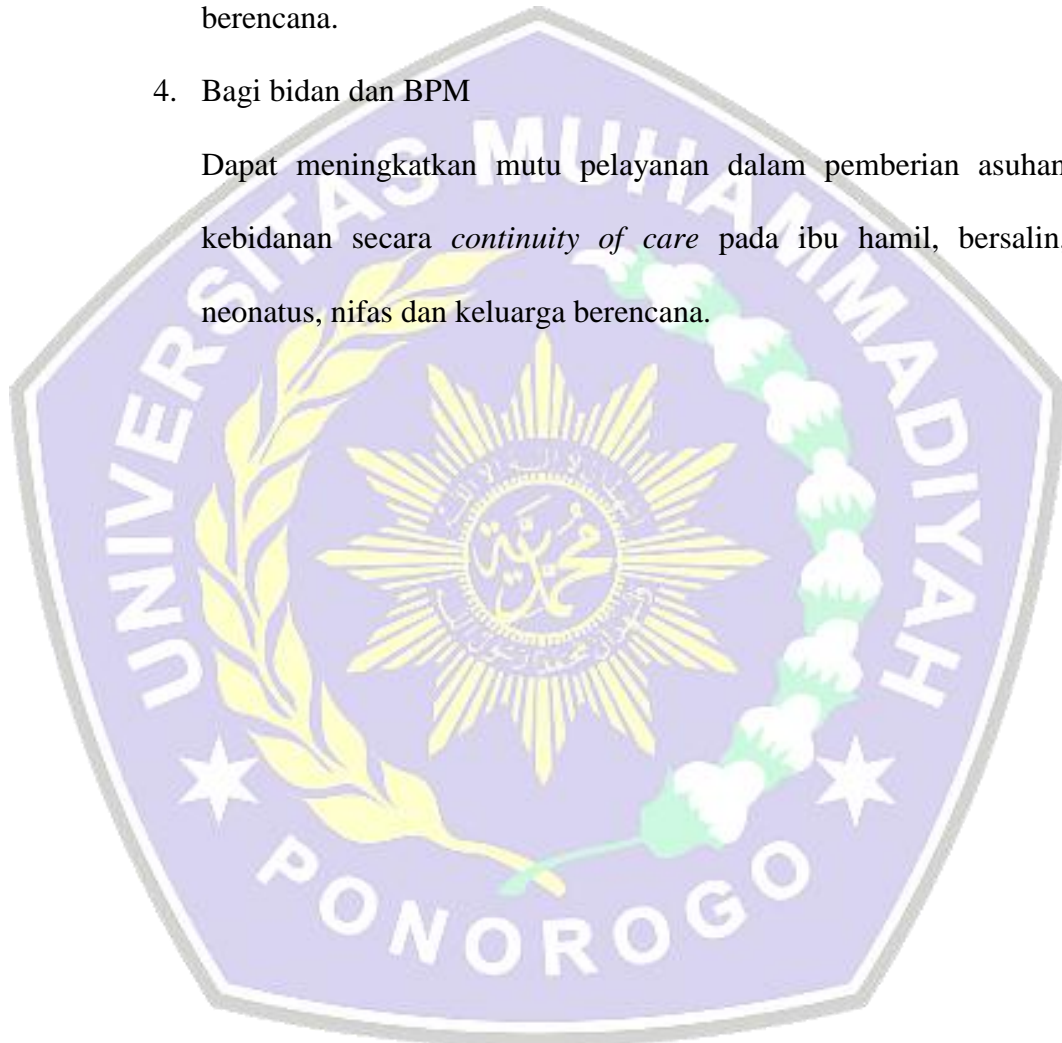 berencana.
4. Bagi bidan dan BPM
Dapat meningkatkan mutu pelayanan dalam pemberian asuhan
kebidanan secara continuity of care pada ibu hamil, bersalin,
neonatus, nifas dan keluarga berencana.
UNIVERSITAS MUHAMMADIYAH
محمدية
PONOROGO